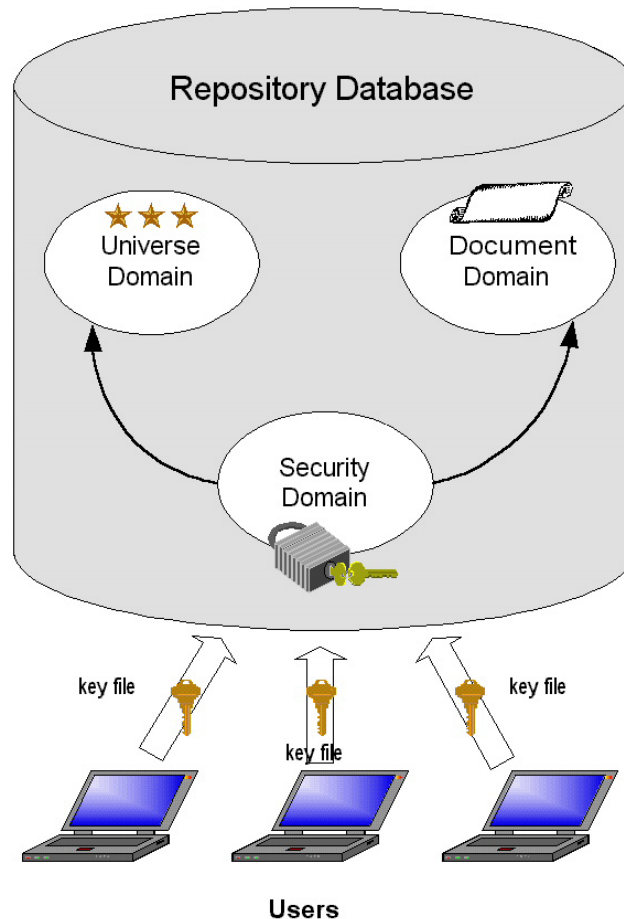 Repository Database
Universe
Domain
Document
Domain
Security
Domain
key file
key file
key file
Users